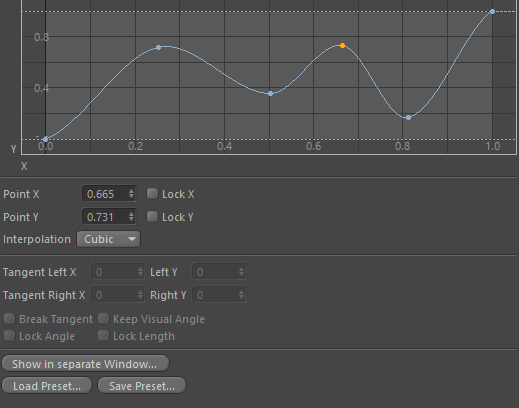 0.8
0.4
Y 0.0 0.2 0.4 0.6 0.8 1.0
X
Point X 0.665 Lock X
Point Y 0.731 Lock Y
Interpolation Cubic
Tangent Left X 0 Left Y 0
Tangent Right X 0 Right Y 0
Break Tangent Keep Visual Angle
Lock Angle Lock Length
Show in separate Window...
Load Preset... Save Preset...